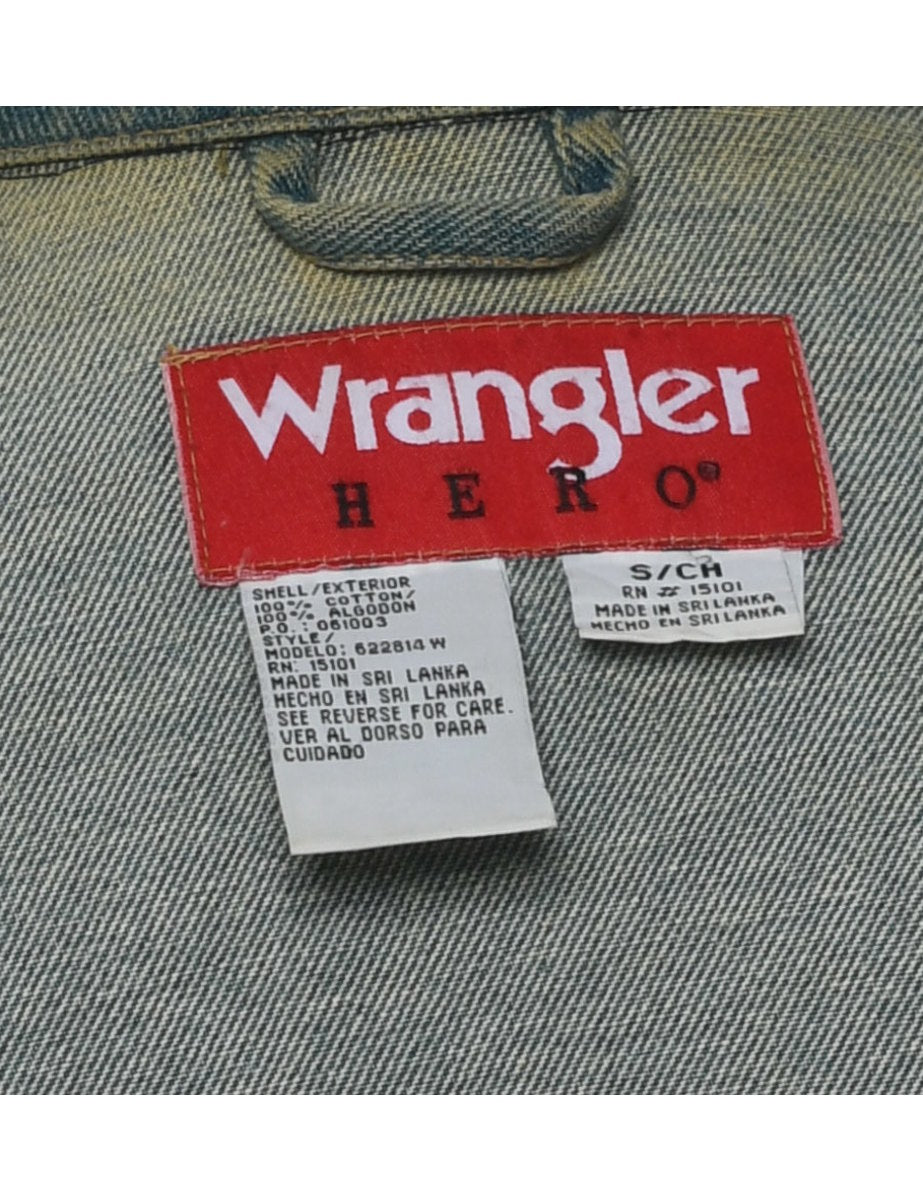 Wrangler
HERO®
SHELL/EXTERIOR
100% COTTON/
100% ALGODON
P.O.: 061003
STYLE/
MODELO: 622814 W
RN: 15101
MADE IN SRI LANKA
HECHO EN SRI LANKA
SEE REVERSE FOR CARE.
VER AL DORSO PARA
CUIDADO
S/CH
RN # 15101
MADE IN SRI LANKA
HECHO EN SRI LANKA